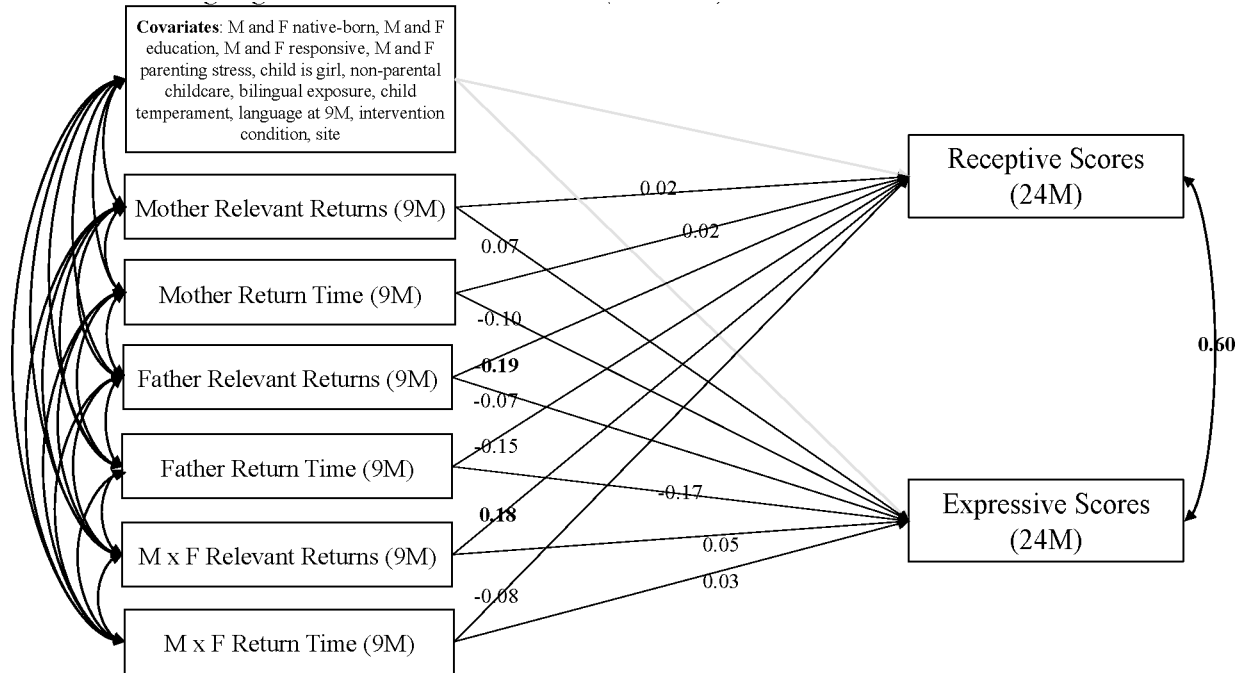 Covariates: M and F native-born, M and F
education, M and F responsive, M and F
parenting stress, child is girl, non-parental
childcare, bilingual exposure, child
temperament, language at 9M, intervention
condition, site
Mother Relevant Returns (9M)
Mother Return Time (9M)
Father Relevant Returns (9M)
Father Return Time (9M)
M x F Relevant Returns (9M)
M x F Return Time (9M)
0.02
0.02
0.07
-0.10
-0.19
-0.07
-0.15
-0.17
0.18
0.05
0.03
-0.08
Receptive Scores
(24M)
0.60
Expressive Scores
(24M)